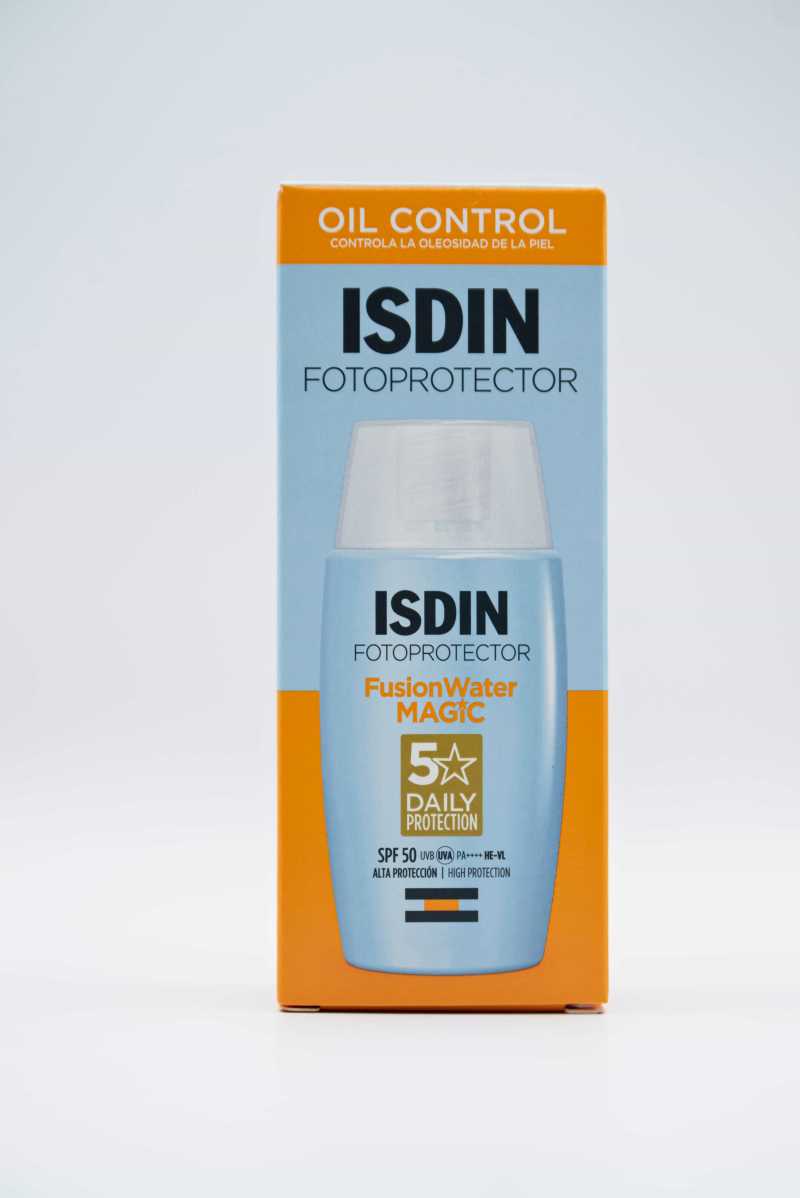 OIL CONTROL
CONTROLA LA OLEOSIDAD DE LA PIEL
ISDIN
FOTOPROTECTOR
ISDIN
FOTOPROTECTOR
FusionWater
MAGIC
5
DAILY
PROTECTION
SPF 50 UVB UVA PA++++ HE-VL
ALTA PROTECCIÓN | HIGH PROTECTION